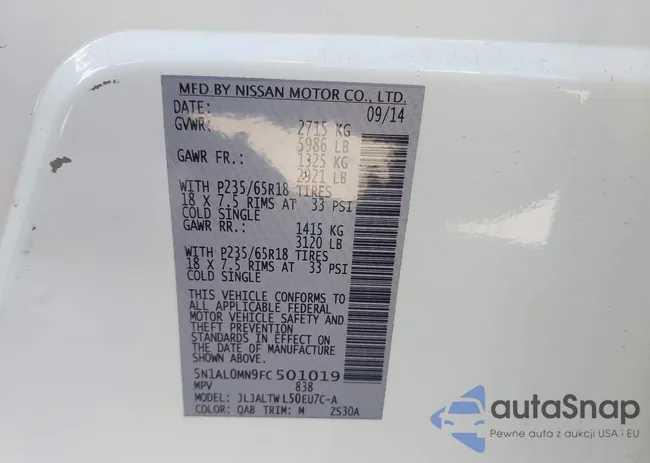 MFD BY NISSAN MOTOR CO., LTD.
DATE: 09/14
GVWR: 2715 KG
5986 LB
GAWR FR.: 1325 KG
2921 LB
WITH P235/65R18 TIRES
18 X 7.5 RIMS AT 33 PSI
COLD SINGLE
GAWR RR.: 1415 KG
3120 LB
WITH P235/65R18 TIRES
18 X 7.5 RIMS AT 33 PSI
COLD SINGLE
THIS VEHICLE CONFORMS TO
ALL APPLICABLE FEDERAL
MOTOR VEHICLE SAFETY AND
THEFT PREVENTION
STANDARDS IN EFFECT ON
THE DATE OF MANUFACTURE
SHOWN ABOVE.
5N1AL0MN9FC501019
MPV 838
MODEL: JLJALTW L50EU7C-A
COLOR: QAB TRIM: M ZS30A
autoSnap
Pewne auta z aukcji USA i EU